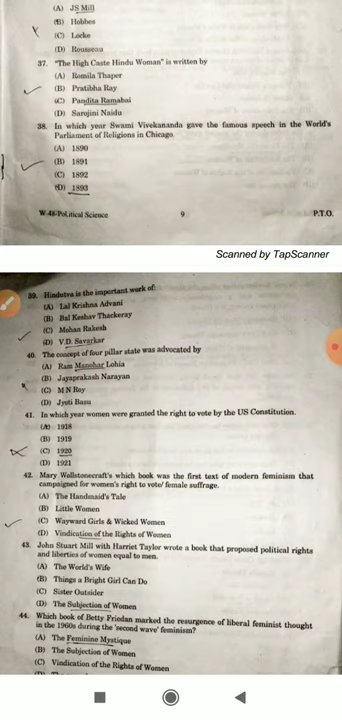 (A) JS Mill
(B) Hobbes
(C) Locke
(D) Rousseau
37. "The High Caste Hindu Woman" is written by
(A) Romila Thaper
(B) Pratibha Ray
(C) Pandita Ramabai
(D) Sarojini Naidu
38. In which year Swami Vivekananda gave the famous speech in the World's
Parliament of Religions in Chicago.
(A) 1890
(B) 1891
(C) 1892
(D) 1893
W-48-Political Science 9 P.T.O.
Scanned by TapScanner
39. Hindutva is the important work of:
(A) Lal Krishna Advani
(B) Bal Keshav Thackeray
(C) Mohan Rakesh
(D) V.D. Savarkar
40. The concept of four pillar state was advocated by
(A) Ram Manohar Lohia
(B) Jayaprakash Narayan
(C) M N Roy
(D) Jyoti Basu
41. In which year women were granted the right to vote by the US Constitution.
(A) 1918
(B) 1919
(C) 1920
(D) 1921
42. Mary Wollstonecraft's which book was the first text of modern feminism that
campaigned for women's right to vote/ female suffrage.
(A) The Handmaid's Tale
(B) Little Women
(C) Wayward Girls & Wicked Women
(D) Vindication of the Rights of Women
43. John Stuart Mill with Harriet Taylor wrote a book that proposed political rights
and liberties of women equal to men.
(A) The World's Wife
(B) Things a Bright Girl Can Do
(C) Sister Outsider
(D) The Subjection of Women
44. Which book of Betty Friedan marked the resurgence of liberal feminist thought
in the 1960s during the 'second wave' feminism?
(A) The Feminine Mystique
(B) The Subjection of Women
(C) Vindication of the Rights of Women